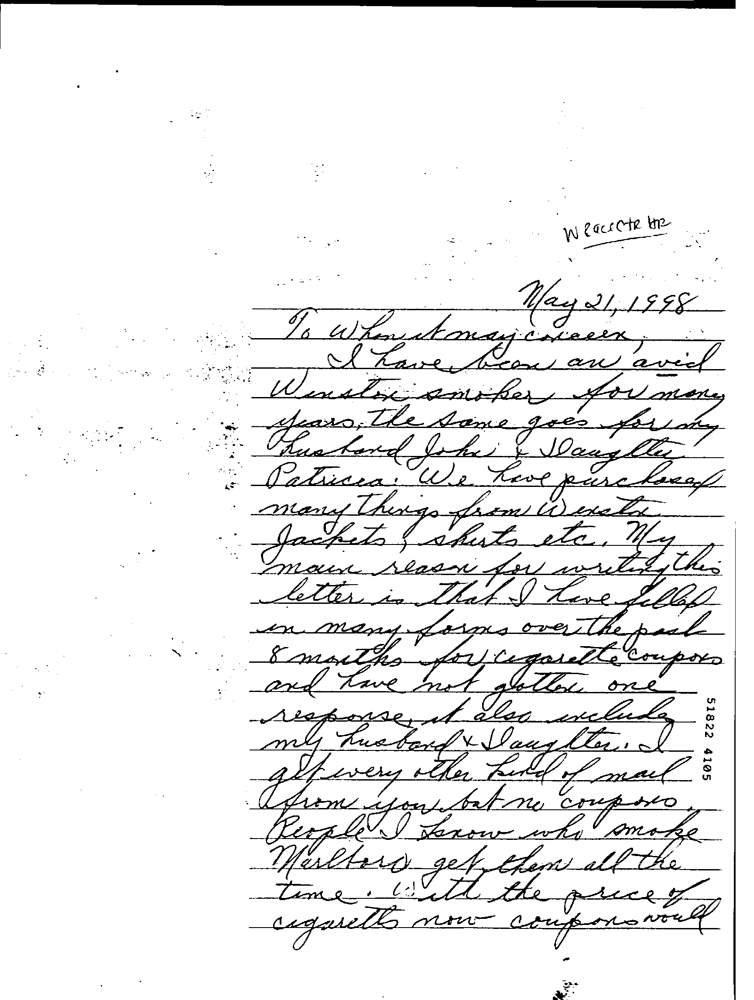 May 21, 1998
To Whom it may concern,
I have been an avid
Winston smoker for many
years, the same goes for my
husband John & Daughter
Patricia. We have purchased
many things from Winston
Jackets, shirts etc. My
main reason for writing this
letter is that I have filled
in many forms over the past
8 months for cigarette coupons
and have not gotten one
response, it also includes
my husband & Daughter. I
get every other kind of mail
from you but no coupons.
People I know who smoke
Marlboro get them all the
time. With the price of
cigaretts now coupons would
51822 4105